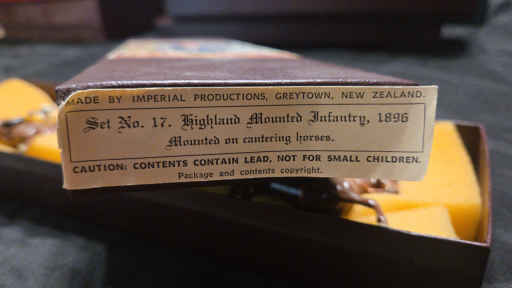 MADE BY IMPERIAL PRODUCTIONS, GREYTOWN, NEW ZEALAND.
Set No. 17. Highland Mounted Infantry, 1896
Mounted on cantering horses.
CAUTION: CONTENTS CONTAIN LEAD, NOT FOR SMALL CHILDREN.
Package and contents copyright.